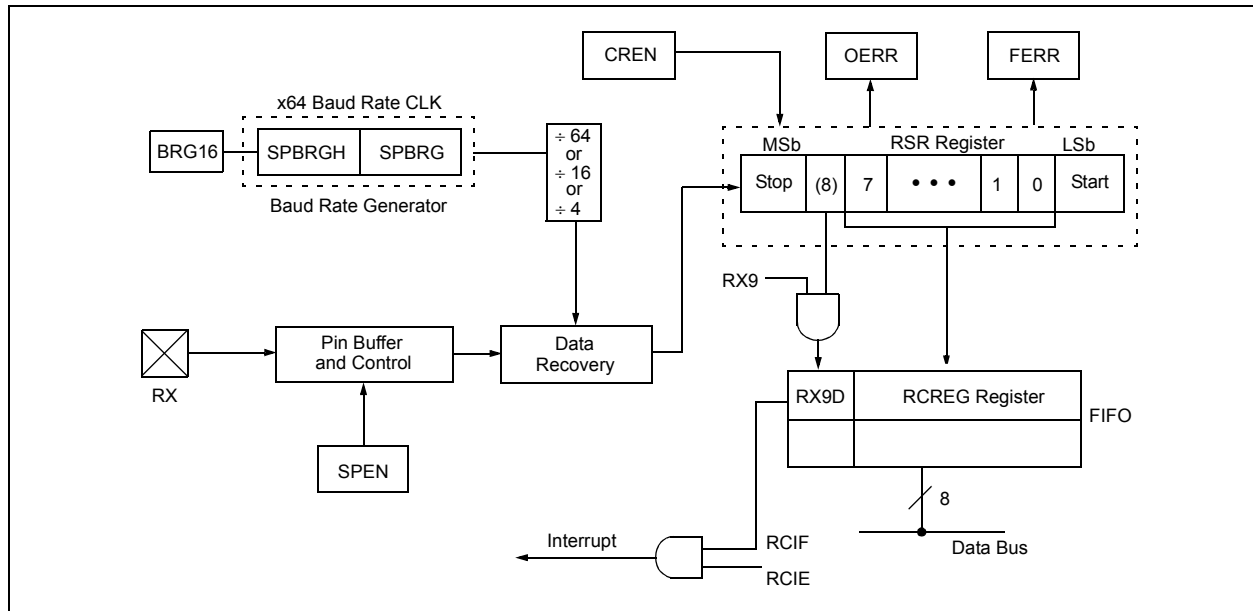 CREN
OERR
FERR
x64 Baud Rate CLK
BRG16
SPBRGH
SPBRG
Baud Rate Generator
÷ 64
or
÷ 16
or
÷ 4
MSb
RSR Register
LSb
Stop
(8)
7
• • •
1
0
Start
RX9
RX
Pin Buffer
and Control
Data
Recovery
SPEN
RX9D
RCREG Register
FIFO
8
Data Bus
Interrupt
RCIF
RCIE